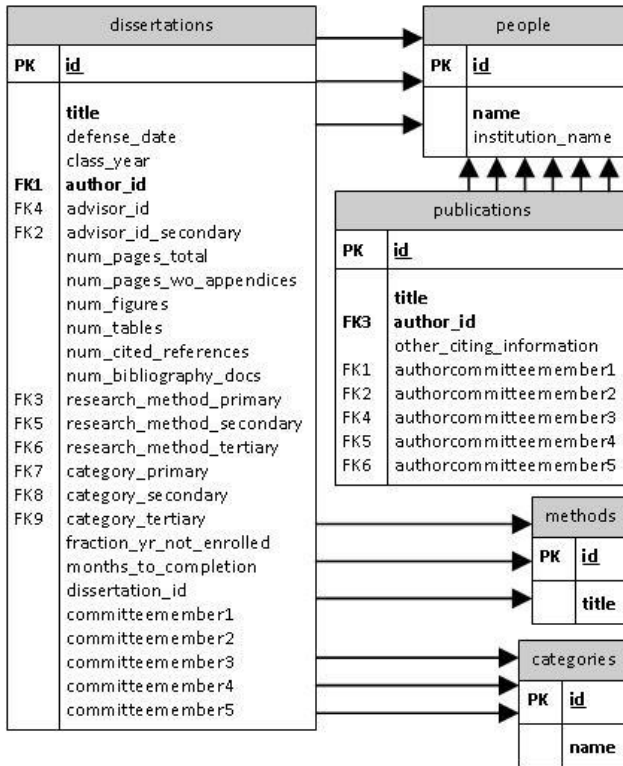 dissertations
PK id
title
defense_date
class_year
FK1 author_id
FK4 advisor_id
FK2 advisor_id_secondary
num_pages_total
num_pages_wo_appendices
num_figures
num_tables
num_cited_references
num_bibliography_docs
FK3 research_method_primary
FK5 research_method_secondary
FK6 research_method_tertiary
FK7 category_primary
FK8 category_secondary
FK9 category_tertiary
fraction_yr_not_enrolled
months_to_completion
dissertation_id
committeemember1
committeemember2
committeemember3
committeemember4
committeemember5
people
PK id
name
institution_name
publications
PK id
title
FK3 author_id
other_citing_information
FK1 authorcommitteemember1
FK2 authorcommitteemember2
FK4 authorcommitteemember3
FK5 authorcommitteemember4
FK6 authorcommitteemember5
methods
PK id
title
categories
PK id
name